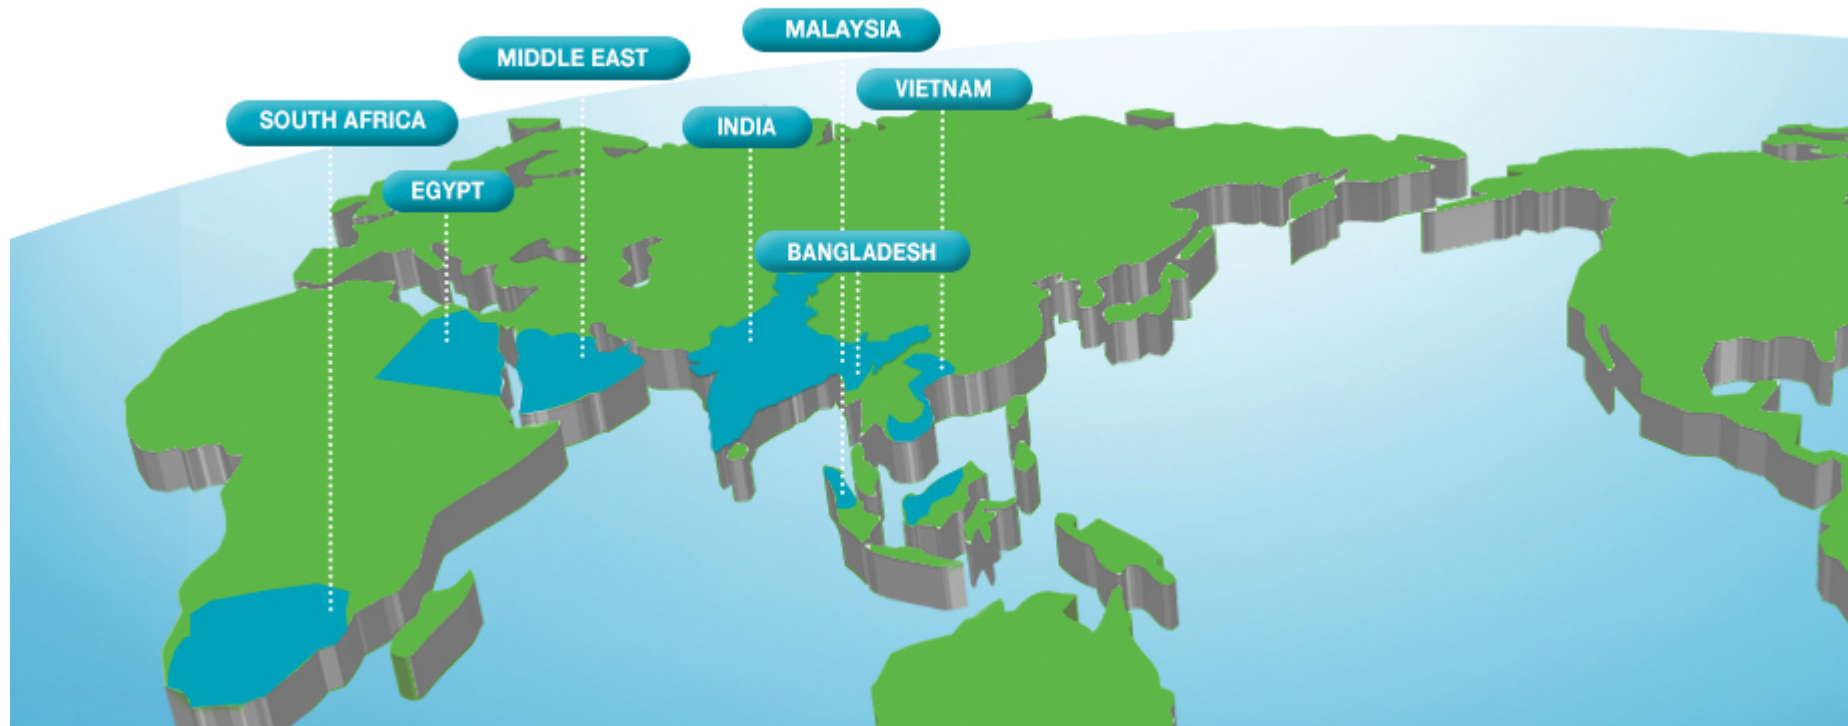 MALAYSIA
MIDDLE EAST
VIETNAM
SOUTH AFRICA
INDIA
EGYPT
BANGLADESH